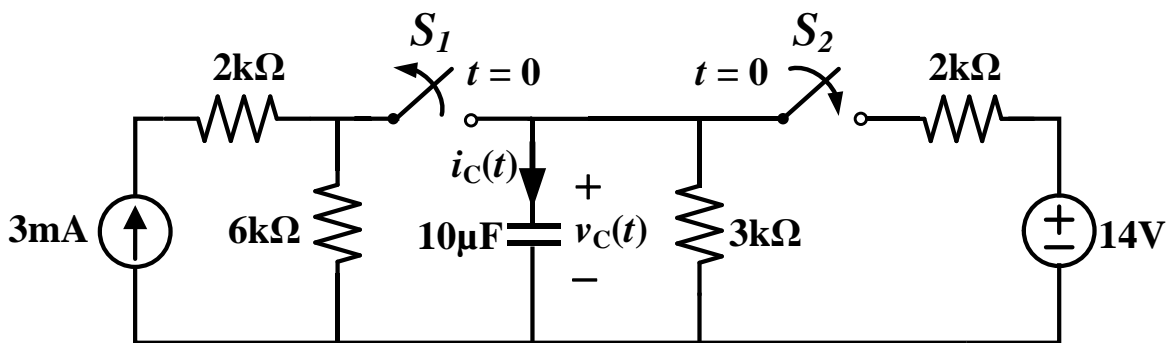 S1 S2
2kΩ t = 0 t = 0 2kΩ
iC(t) +
3mA 6kΩ 10μF vC(t) 3kΩ + − 14V
−